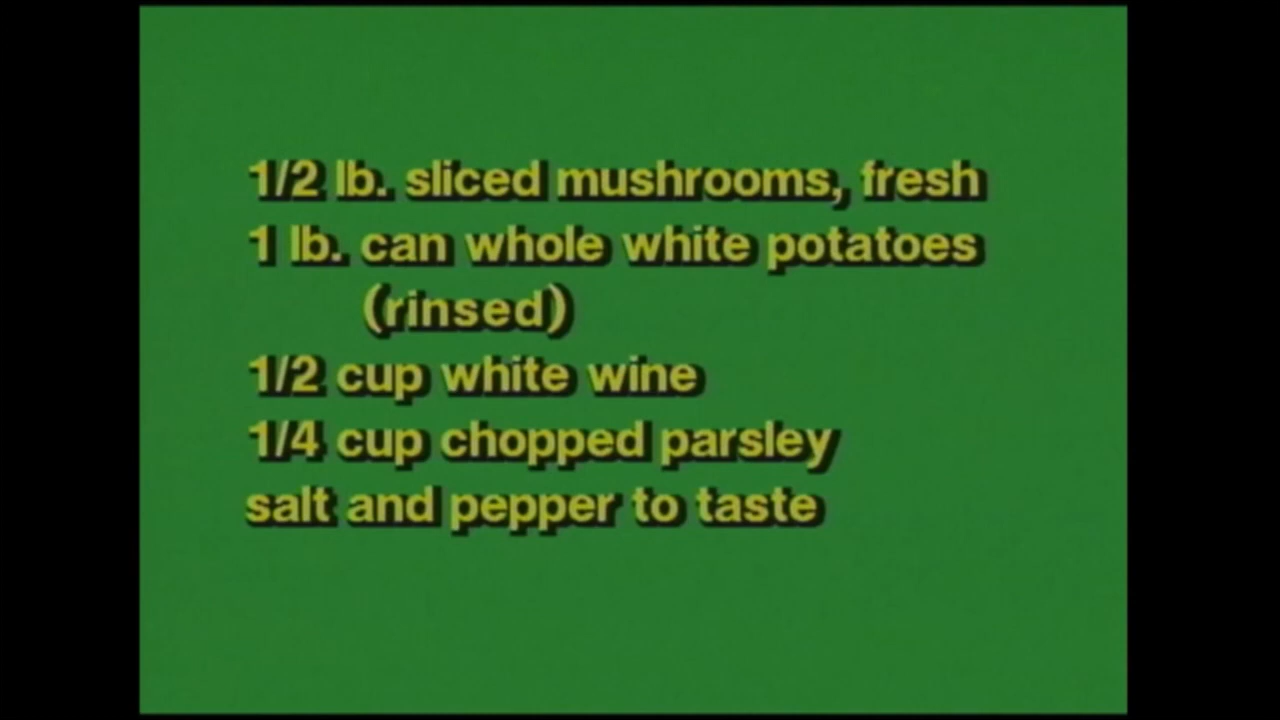 1/2 lb. sliced mushrooms, fresh
1 lb. can whole white potatoes
(rinsed)
1/2 cup white wine
1/4 cup chopped parsley
salt and pepper to taste